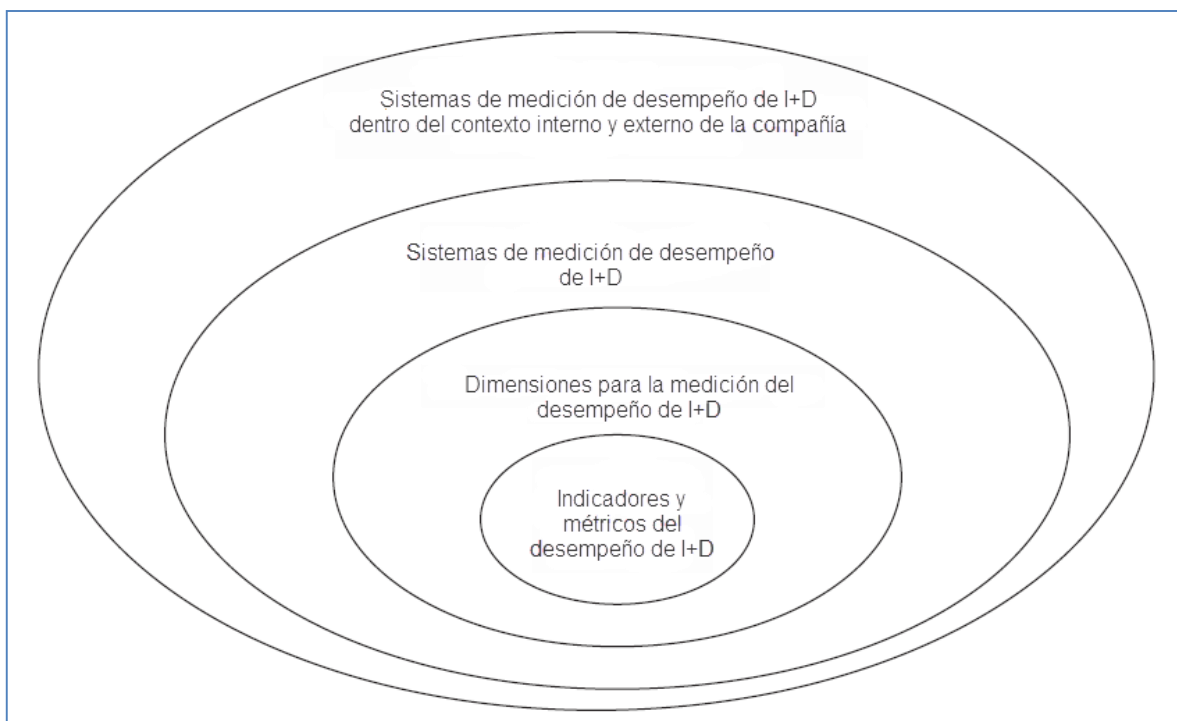 Sistemas de medición de desempeño de I+D
dentro del contexto interno y externo de la compañía
Sistemas de medición de desempeño
de I+D
Dimensiones para la medición del
desempeño de I+D
Indicadores y
métricos del
desempeño de I+D